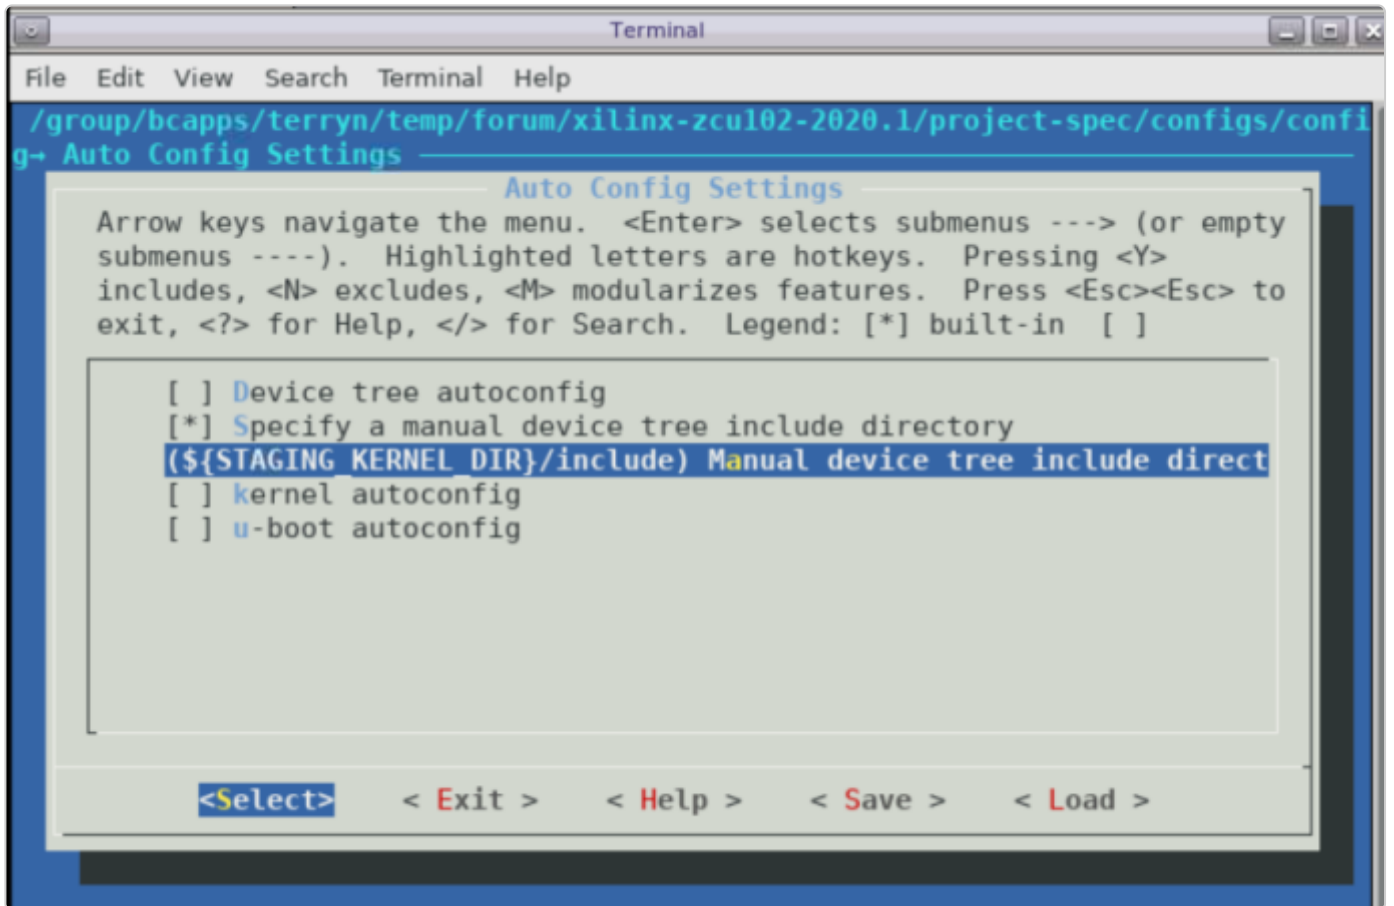 Terminal
File Edit View Search Terminal Help
/group/bcapps/terryn/temp/forum/xilinx-zcu102-2020.1/project-spec/configs/confi
g→ Auto Config Settings
Auto Config Settings
Arrow keys navigate the menu.  <Enter> selects submenus ---> (or empty
submenus ----).  Highlighted letters are hotkeys.  Pressing <Y>
includes, <N> excludes, <M> modularizes features.  Press <Esc><Esc> to
exit, <?> for Help, </> for Search.  Legend: [*] built-in  [ ]
[ ] Device tree autoconfig
[*] Specify a manual device tree include directory
(${STAGING_KERNEL_DIR}/include) Manual device tree include direct
[ ] kernel autoconfig
[ ] u-boot autoconfig
<Select>    < Exit >    < Help >    < Save >    < Load >